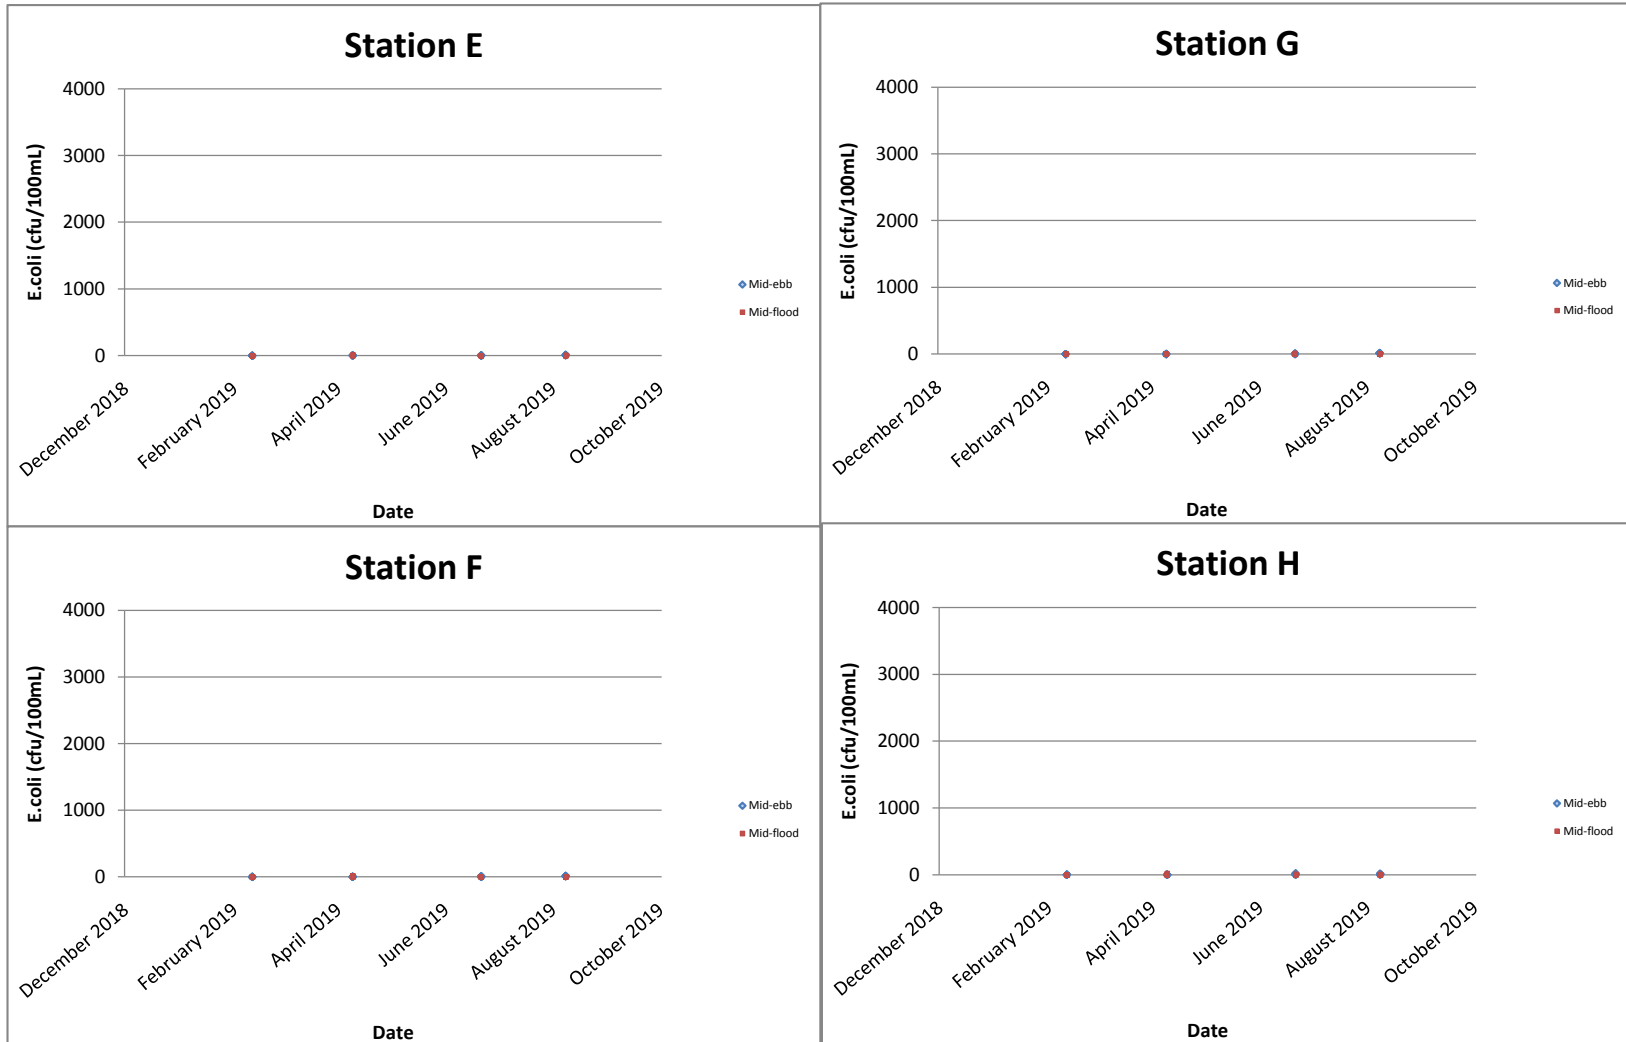 Station E
4000
3000
2000
1000
0
E.coli (cfu/100mL)
December 2018
February 2019
April 2019
June 2019
August 2019
October 2019
Date
Mid-ebb
Mid-flood
Station G
4000
3000
2000
1000
0
E.coli (cfu/100mL)
December 2018
February 2019
April 2019
June 2019
August 2019
October 2019
Date
Mid-ebb
Mid-flood
Station F
4000
3000
2000
1000
0
E.coli (cfu/100mL)
December 2018
February 2019
April 2019
June 2019
August 2019
October 2019
Date
Mid-ebb
Mid-flood
Station H
4000
3000
2000
1000
0
E.coli (cfu/100mL)
December 2018
February 2019
April 2019
June 2019
August 2019
October 2019
Date
Mid-ebb
Mid-flood